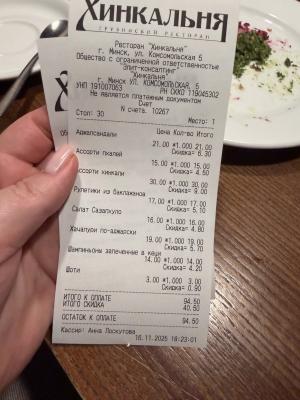 ХИНКАЛЬНЯ
ГРУЗИНСКИЙ РЕСТОРАН
Ресторан "Хинкальня"
г. Минск, ул. Комсомольская 5
Общество с ограниченной ответственностью
"Элит-консалтинг"
"Хинкальня"
г. Минск ул. КОМСОМОЛЬСКАЯ, 5
УНП 191007063 РН СККО 119005302
Не является платежным документом
Счет
N счета. 10267
Стол: 30 Место: 1
Цена Кол-во Итого
Аджапсандали
21.00 *1.000 21.00
Скидка= 6.30
Ассорти пхалей
15.00 *1.000 15.00
Скидка= 4.50
Ассорти хинкали
30.00 *1.000 30.00
Скидка= 9.00
Рулетики из баклажанов
17.00 *1.000 17.00
Скидка= 5.10
Салат Сазапхуло
16.00 *1.000 16.00
Скидка= 4.80
Хачапури по-аджарски
19.00 *1.000 19.00
Скидка= 5.70
Шампиньоны запеченные в кеци
14.00 *1.000 14.00
Скидка= 4.20
Шоти
3.00 *1.000 3.00
Скидка= 0.90
ИТОГО К ОПЛАТЕ 94.50
ИТОГО СКИДКА 40.50
ОСТАТОК К ОПЛАТЕ 94.50
Кассир: Анна Лоскутова
16.11.2025 18:23:01